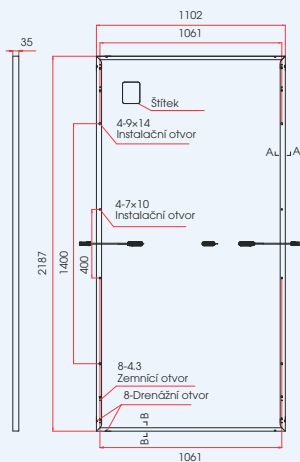 1102
1061
35
Štítek
4-9×14
Instalační otvor
A A
4-7×10
Instalační otvor
2187
1400
400
8-4.3
Zemnící otvor
8-Drenážní otvor
B
B
1061